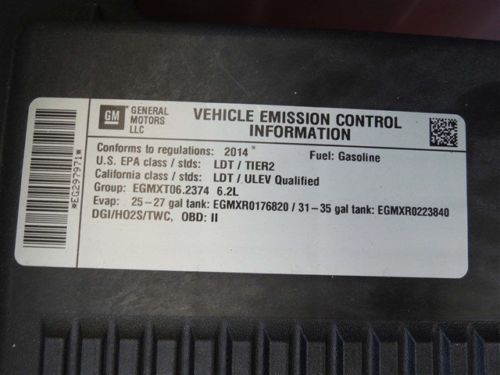 GM
GENERAL
MOTORS
LLC
VEHICLE EMISSION CONTROL
INFORMATION
Conforms to regulations: 2014 *
Fuel: Gasoline
U.S. EPA class / stds: LDT / TIER2
California class / stds: LDT / ULEV Qualified
Group: EGMXT06.2374 6.2L
Evap: 25-27 gal tank: EGMXR0176820 / 31-35 gal tank: EGMXR0223840
DGI/HO2S/TWC, OBD: II
*EG297971*